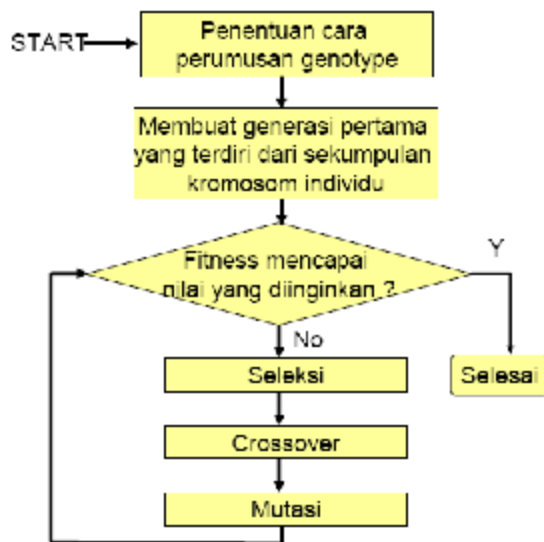 START
Penentuan cara
perumusan genotype
Membuat generasi pertama
yang terdiri dari sekumpulan
kromosom individu
Fitness mencapai
nilai yang diinginkan ?
Y
No
Seleksi
Selesai
Crossover
Mutasi